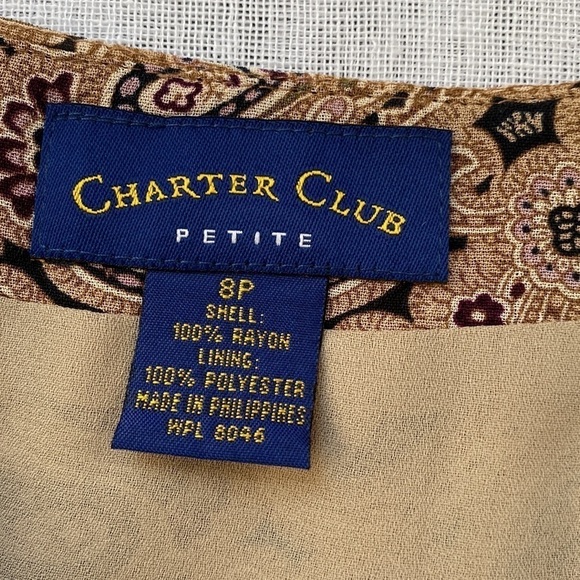 CHARTER CLUB
PETITE
8P
SHELL:
100% RAYON
LINING:
100% POLYESTER
MADE IN PHILIPPINES
WPL 8046